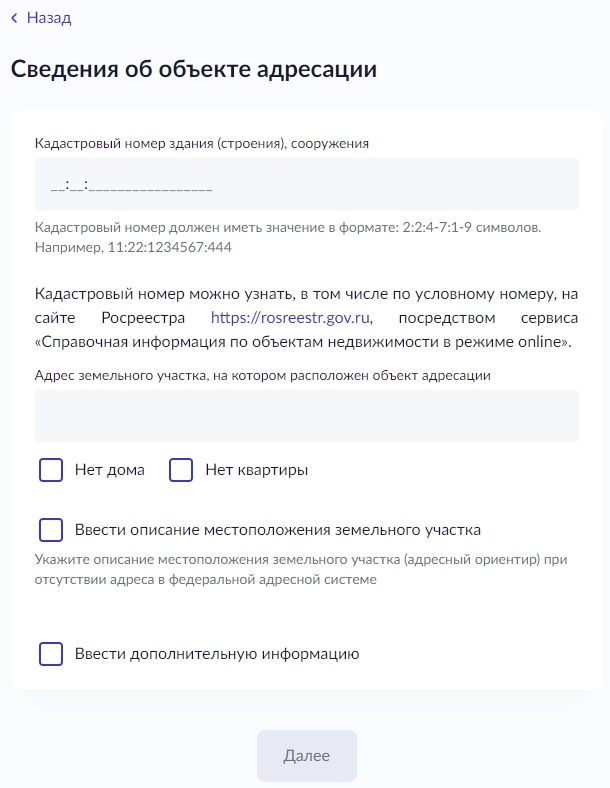 Назад
Сведения об объекте адресации
Кадастровый номер здания (строения), сооружения
__:__:_________________
Кадастровый номер должен иметь значение в формате: 2:2:4-7:1-9 символов.
Например, 11:22:1234567:444
Кадастровый номер можно узнать, в том числе по условному номеру, на
сайте Росреестра https://rosreestr.gov.ru, посредством сервиса
«Справочная информация по объектам недвижимости в режиме online».
Адрес земельного участка, на котором расположен объект адресации
Нет дома Нет квартиры
Ввести описание местоположения земельного участка
Укажите описание местоположения земельного участка (адресный ориентир) при
отсутствии адреса в федеральной адресной системе
Ввести дополнительную информацию
Далее